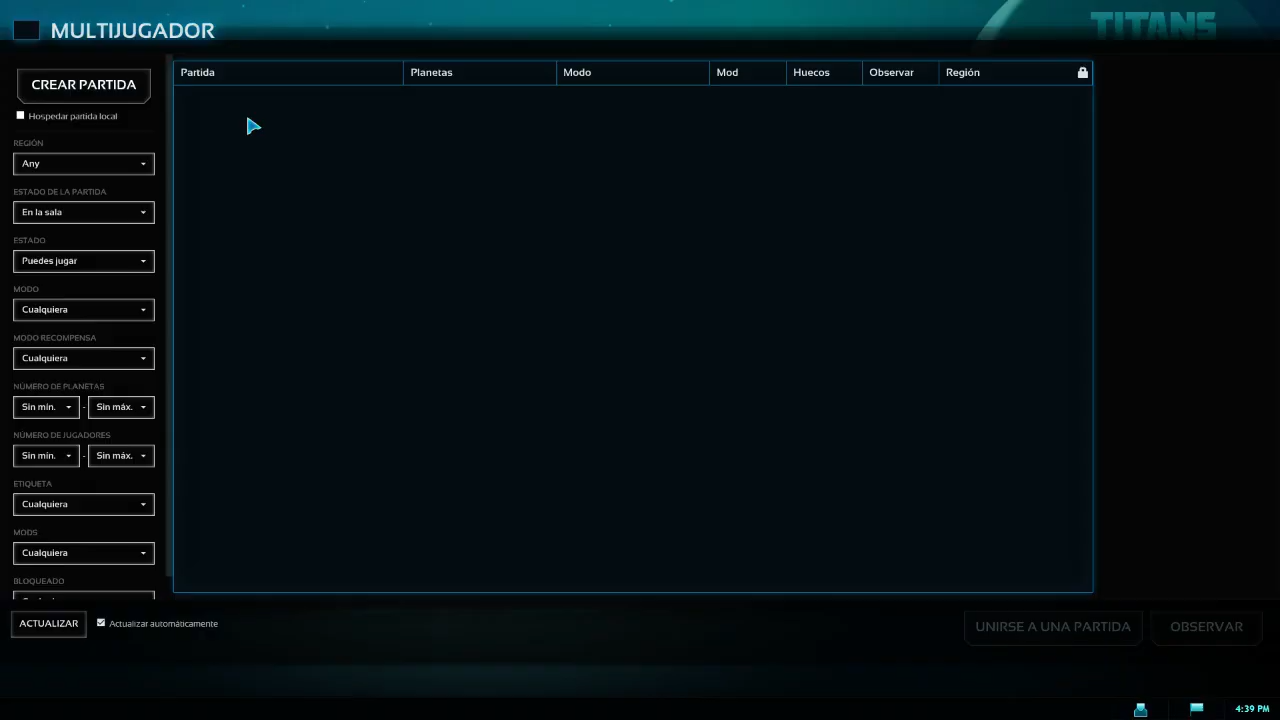 MULTIJUGADOR
TITANS
CREAR PARTIDA
Hospedar partida local
REGIÓN
Any
ESTADO DE LA PARTIDA
En la sala
ESTADO
Puedes jugar
MODO
Cualquiera
MODO RECOMPENSA
Cualquiera
NÚMERO DE PLANETAS
Sin mín. - Sin máx.
NÚMERO DE JUGADORES
Sin mín. - Sin máx.
ETIQUETA
Cualquiera
MODS
Cualquiera
BLOQUEADO
Partida Planetas Modo Mod Huecos Observar Región
ACTUALIZAR Actualizar automáticamente
UNIRSE A UNA PARTIDA OBSERVAR
4:39 PM